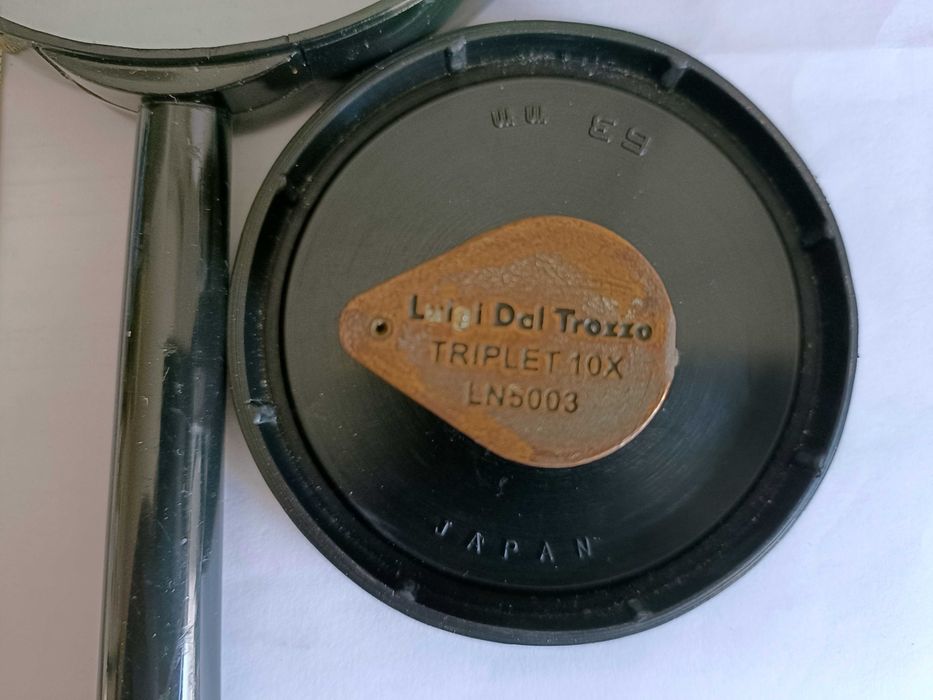 Luigi Dal Trozzo
TRIPLET 10X
LN5003
JAPAN